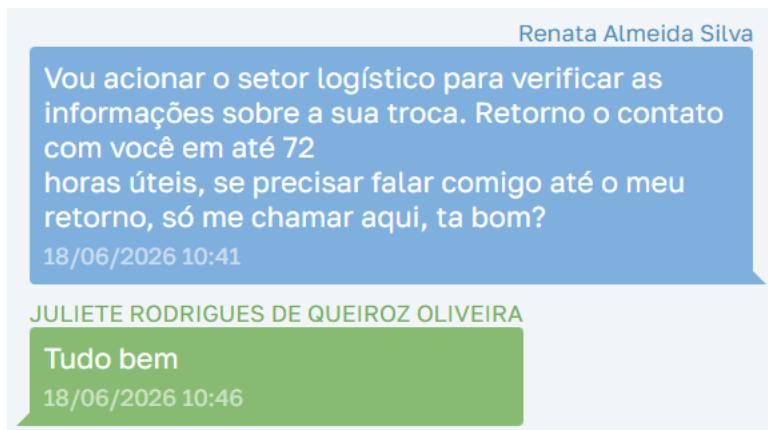 Renata Almeida Silva
Vou acionar o setor logístico para verificar as
informações sobre a sua troca. Retorno o contato
com você em até 72
horas úteis, se precisar falar comigo até o meu
retorno, só me chamar aqui, ta bom?
18/06/2026 10:41
JULIETE RODRIGUES DE QUEIROZ OLIVEIRA
Tudo bem
18/06/2026 10:46